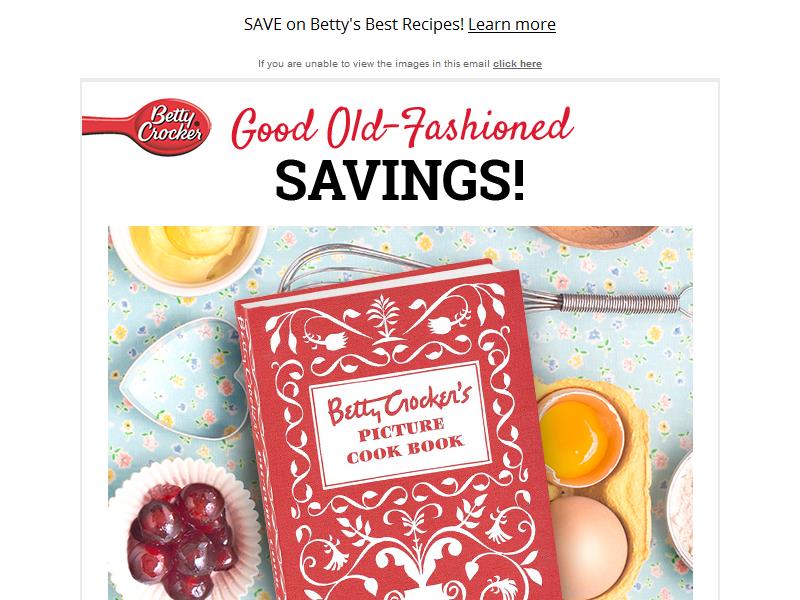 SAVE on Betty's Best Recipes! Learn more
If you are unable to view the images in this email click here
Betty
Crocker
Good Old-Fashioned
SAVINGS!
Betty Crocker's
PICTURE
COOK BOOK